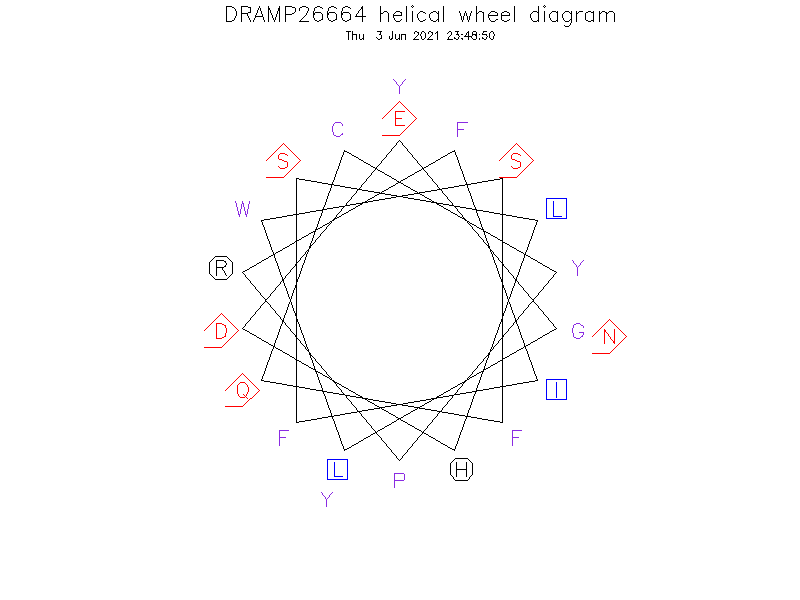 DRAMP26664 helical wheel diagram
Thu 3 Jun 2021 23:48:50
Y
C E F
S S
W L
R Y
D G N
Q I
F F
L P H
Y